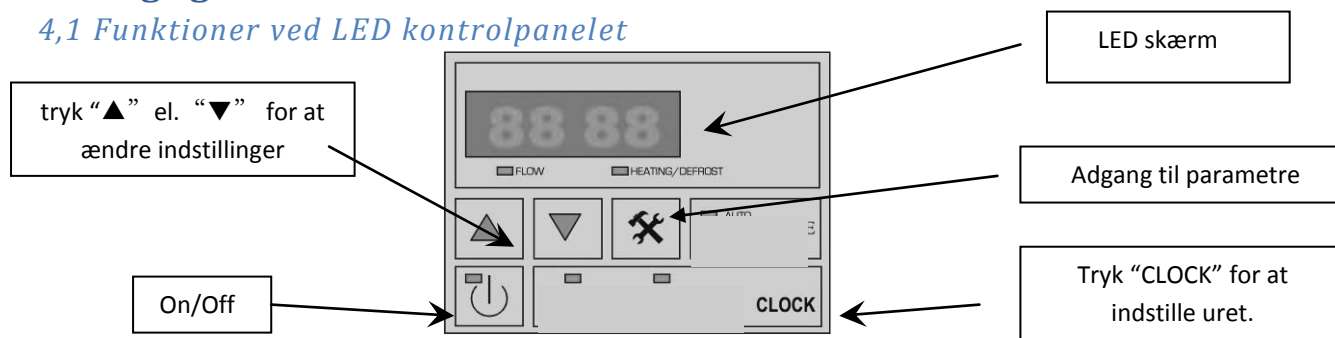 4,1 Funktioner ved LED kontrolpanelet
LED skærm
tryk “▲” el. “▼” for at
ændre indstillinger
88 88
FLOW HEATING/DEFROST
Adgang til parametre
AUTO
E
On/Off
CLOCK
Tryk “CLOCK” for at
indstille uret.